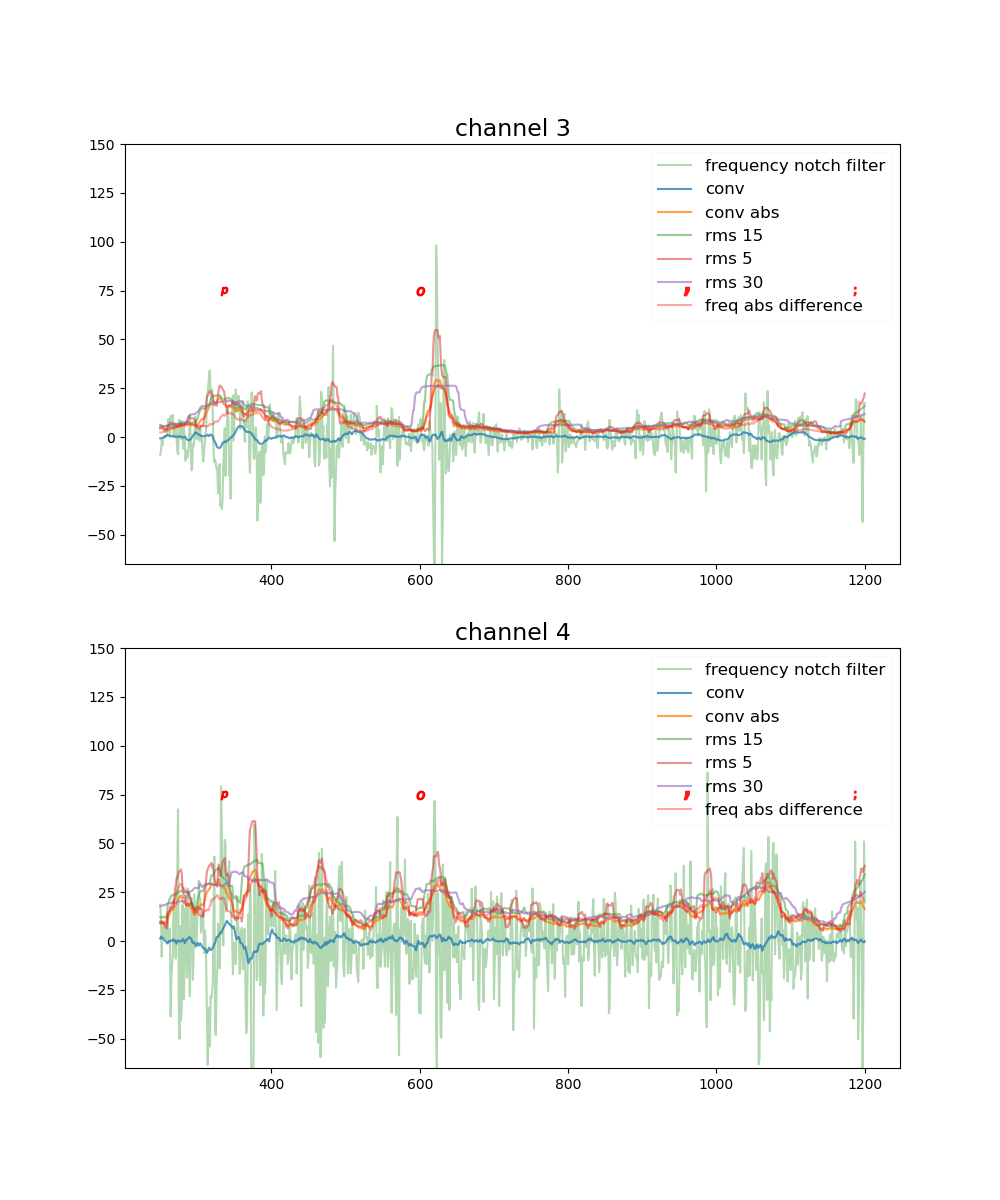 channel 3
150
125
100
75
50
25
0
−25
−50
frequency notch filter
conv
conv abs
rms 15
rms 5
rms 30
freq abs difference
p o , ;
400 600 800 1000 1200
channel 4
150
125
100
75
50
25
0
−25
−50
frequency notch filter
conv
conv abs
rms 15
rms 5
rms 30
freq abs difference
p o , ;
400 600 800 1000 1200